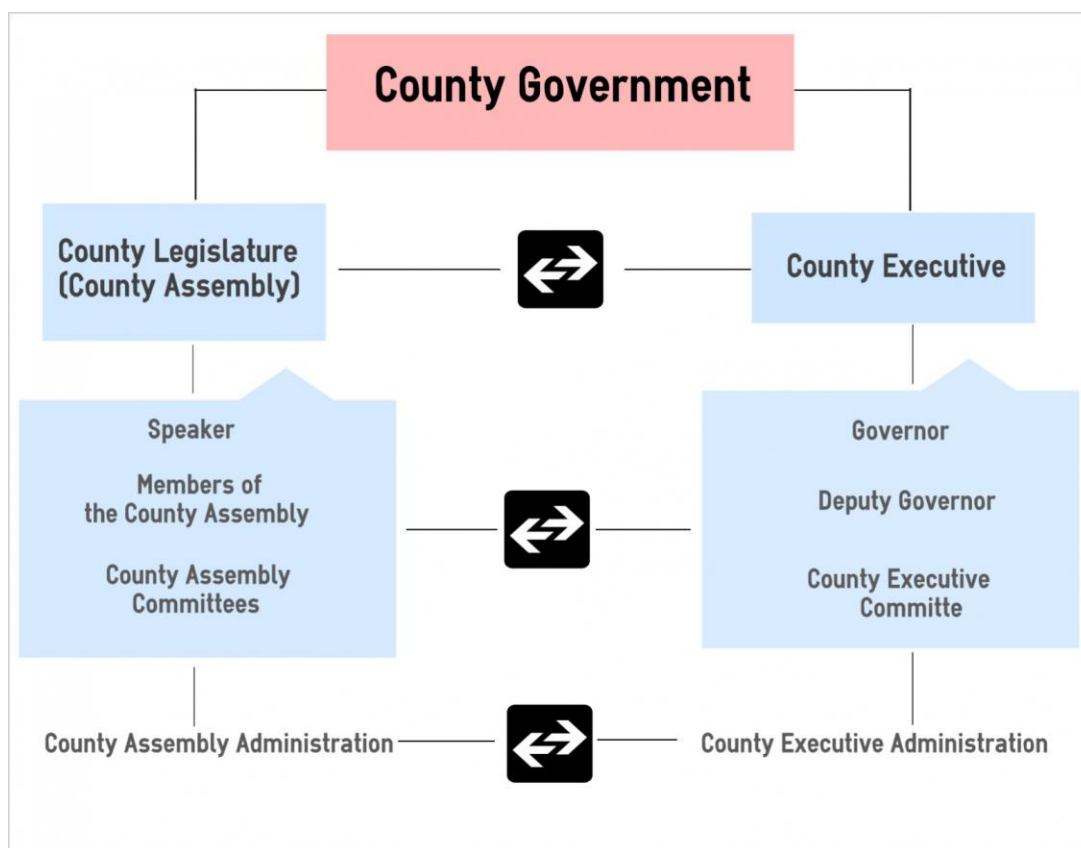 County Government
County Legislature
(County Assembly)
County Executive
Speaker
Members of
the County Assembly
County Assembly
Committees
Governor
Deputy Governor
County Executive
Committe
County Assembly Administration
County Executive Administration